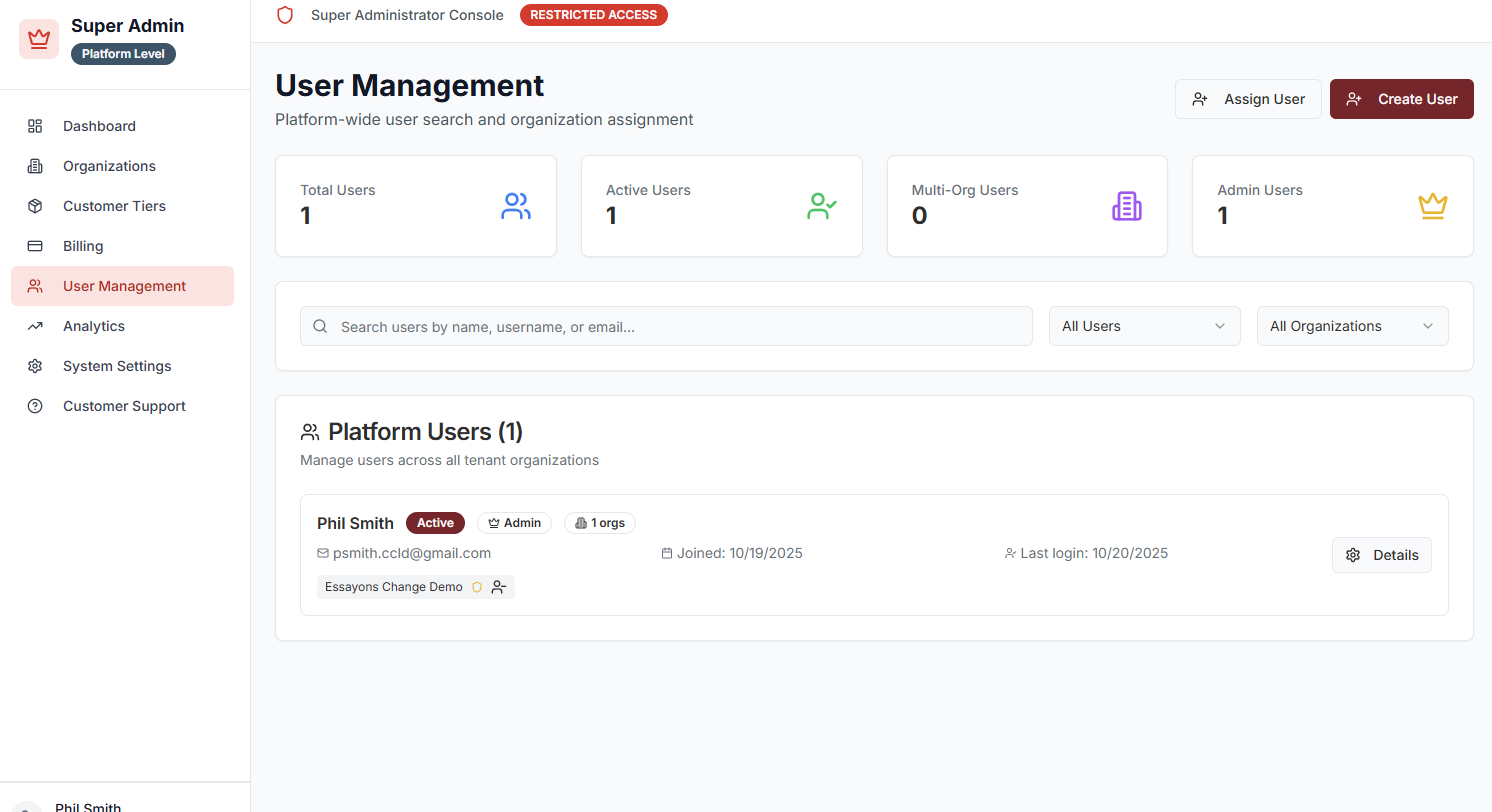 Super Admin
Platform Level
Dashboard
Organizations
Customer Tiers
Billing
User Management
Analytics
System Settings
Customer Support
Phil Smith
Super Administrator Console RESTRICTED ACCESS
User Management
Platform-wide user search and organization assignment
Assign User Create User
Total Users
1
Active Users
1
Multi-Org Users
0
Admin Users
1
Search users by name, username, or email...
All Users
All Organizations
Platform Users (1)
Manage users across all tenant organizations
Phil Smith Active Admin 1 orgs
psmith.ccld@gmail.com Joined: 10/19/2025 Last login: 10/20/2025
Details
Essayons Change Demo